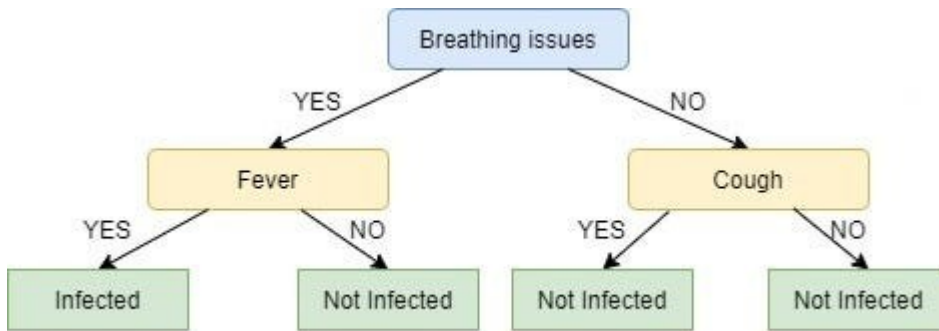 Breathing issues
YES
NO
Fever
Cough
YES
NO
YES
NO
Infected
Not Infected
Not Infected
Not Infected